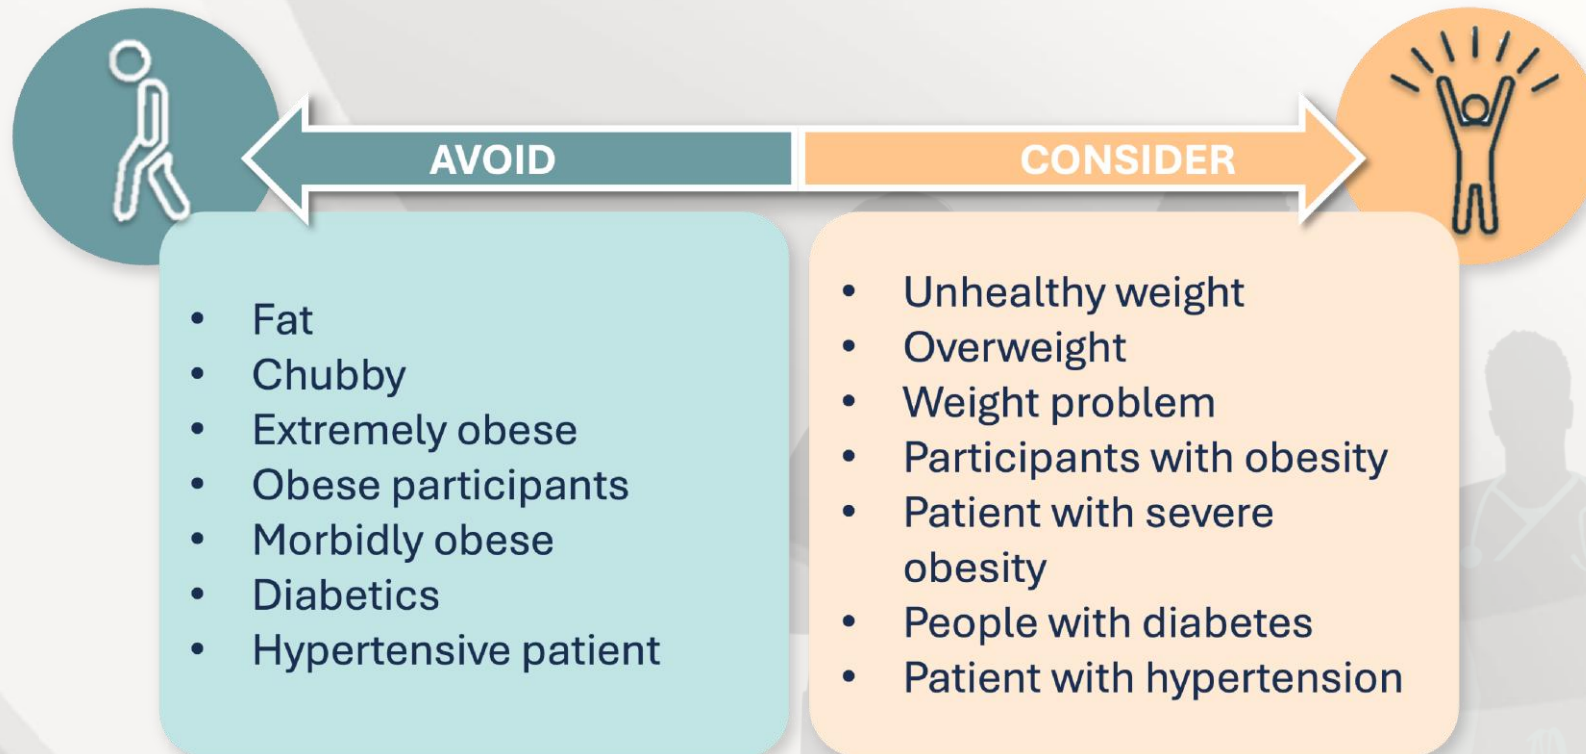 AVOID
CONSIDER
• Fat
• Chubby
• Extremely obese
• Obese participants
• Morbidly obese
• Diabetics
• Hypertensive patient
• Unhealthy weight
• Overweight
• Weight problem
• Participants with obesity
• Patient with severe
obesity
• People with diabetes
• Patient with hypertension